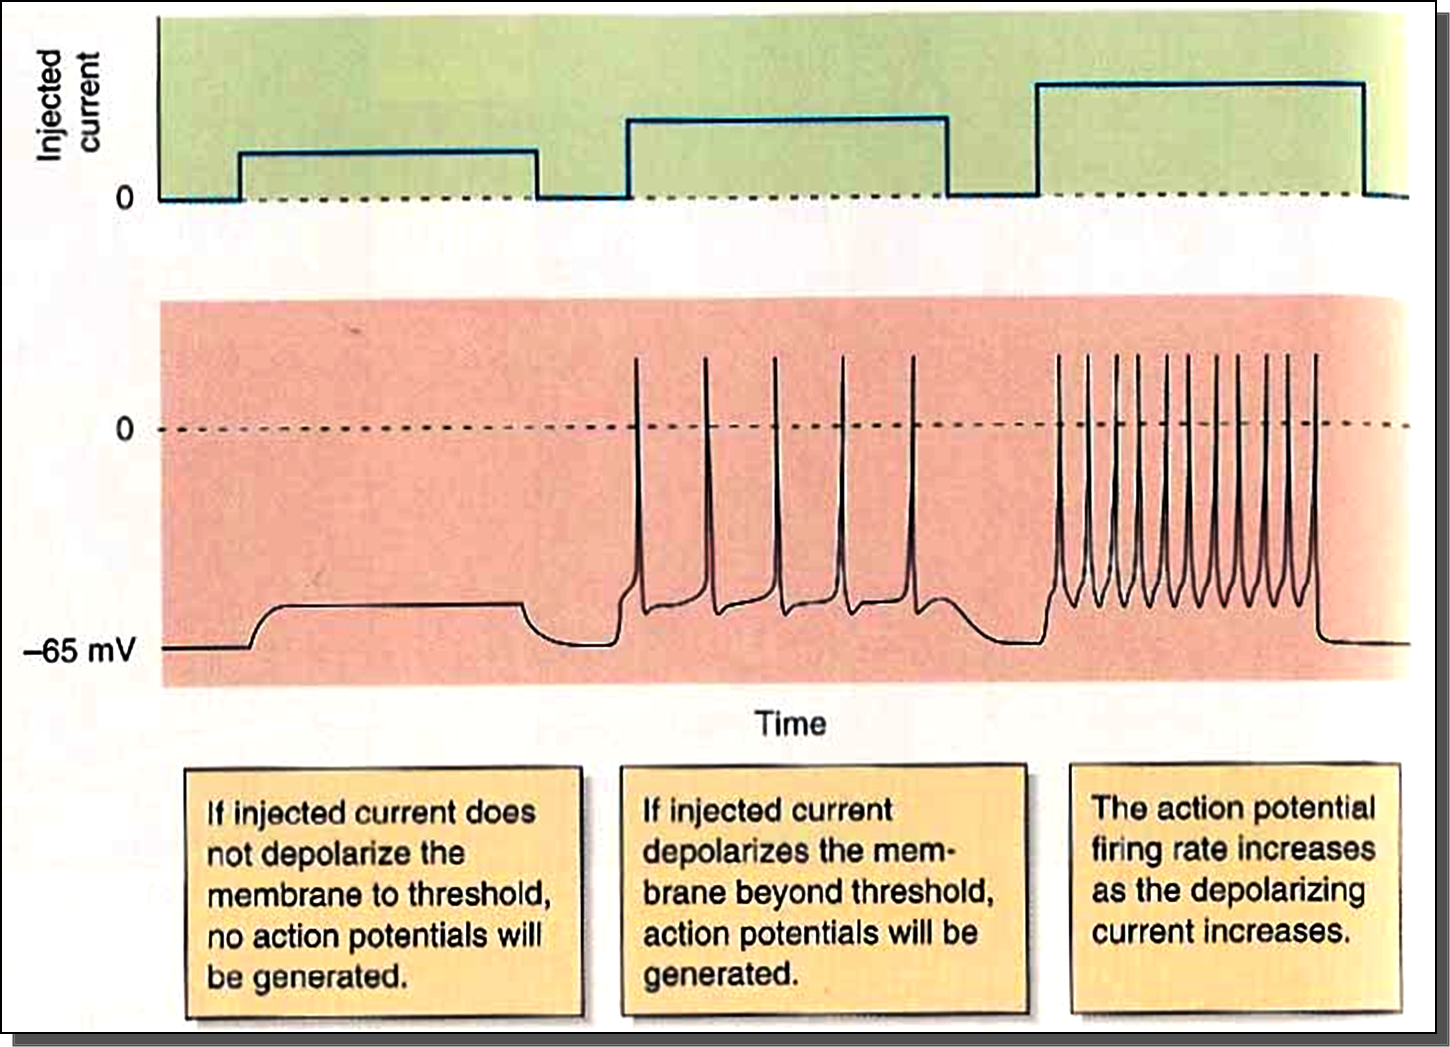 Injected
current
0
0
–65 mV
Time
If injected current does
not depolarize the
membrane to threshold,
no action potentials will
be generated.
If injected current
depolarizes the mem-
brane beyond threshold,
action potentials will be
generated.
The action potential
firing rate increases
as the depolarizing
current increases.